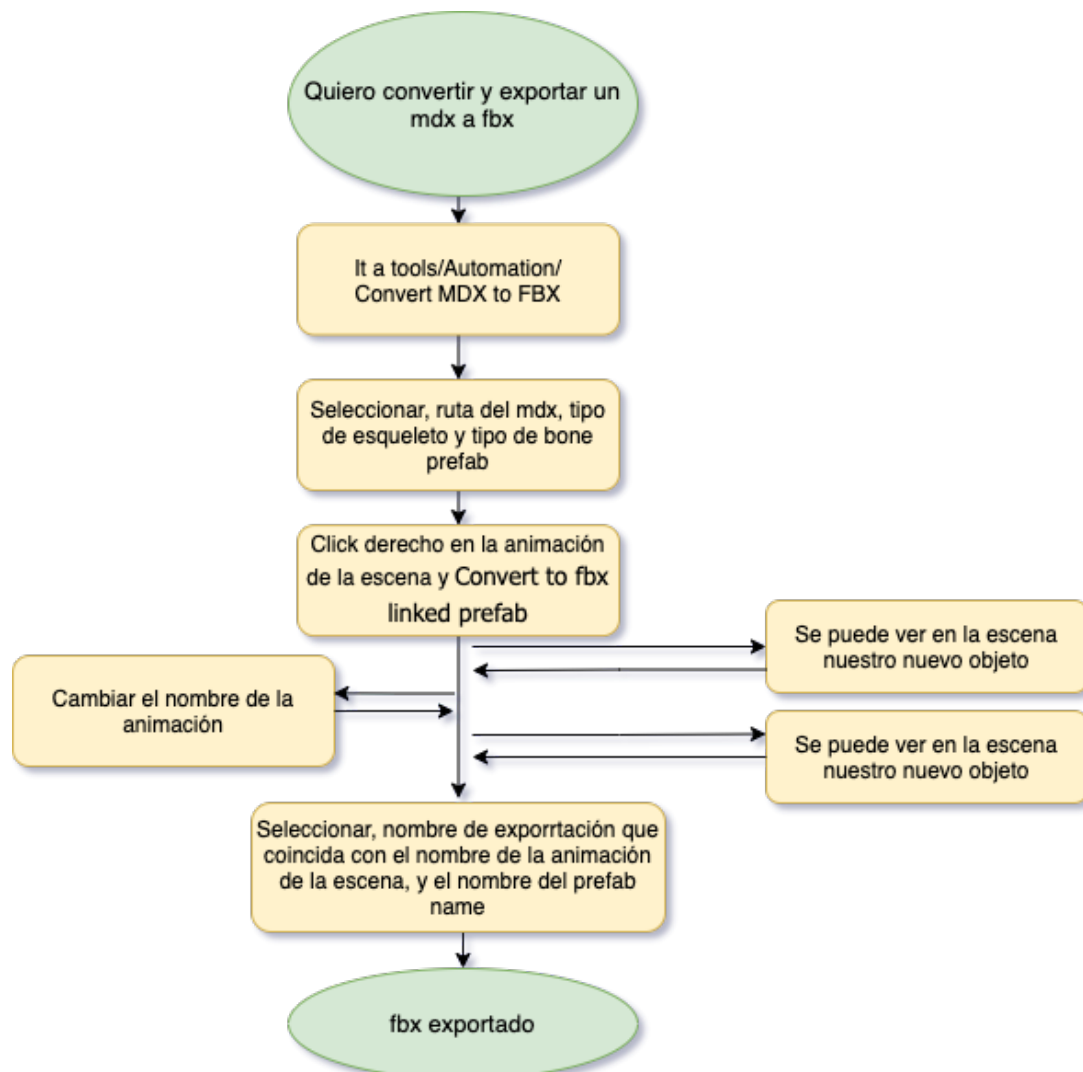 Quiero convertir y exportar un
mdx a fbx
It a tools/Automation/
Convert MDX to FBX
Seleccionar, ruta del mdx, tipo
de esqueleto y tipo de bone
prefab
Click derecho en la animación
de la escena y Convert to fbx
linked prefab
Se puede ver en la escena
nuestro nuevo objeto
Cambiar el nombre de la
animación
Se puede ver en la escena
nuestro nuevo objeto
Seleccionar, nombre de exporrtación que
coincida con el nombre de la animación
de la escena, y el nombre del prefab
name
fbx exportado